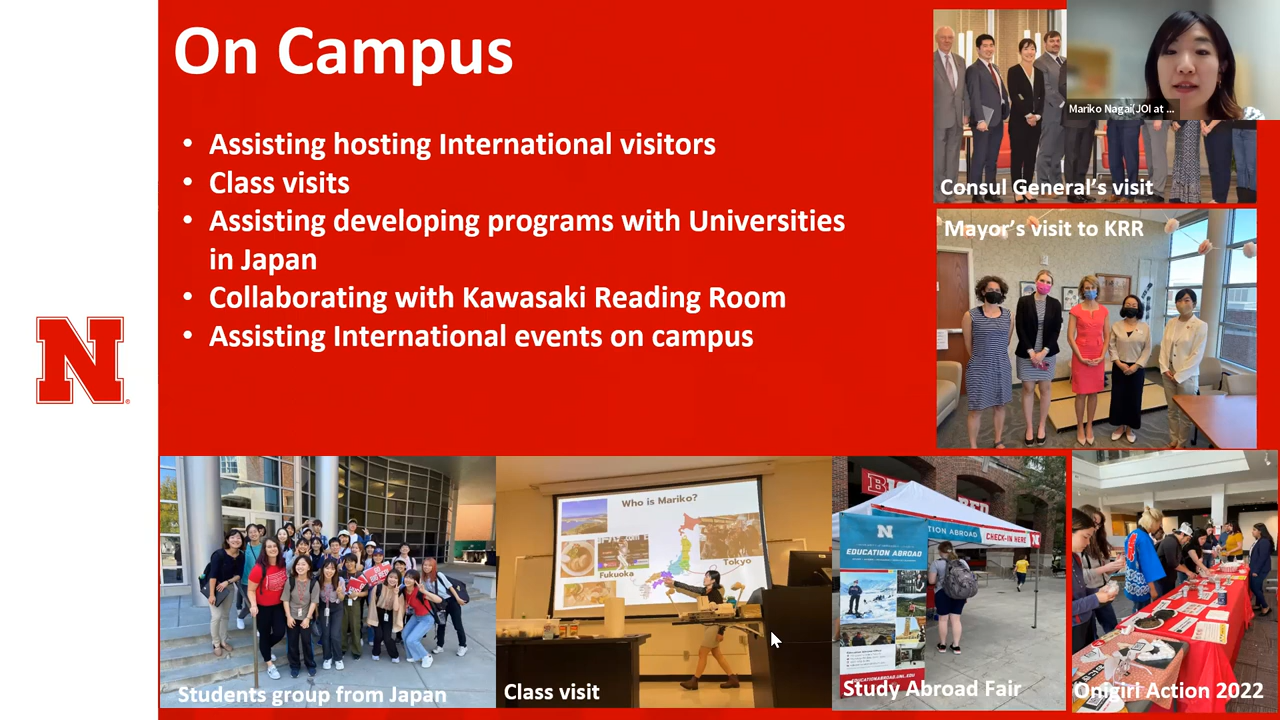 On Campus
• Assisting hosting International visitors
• Class visits
• Assisting developing programs with Universities
in Japan
• Collaborating with Kawasaki Reading Room
• Assisting International events on campus
Mariko Nagai(JOI at ...
Consul General's visit
Mayor's visit to KRR
N
Students group from Japan
Who is Mariko?
Fukuoka
Tokyo
Class visit
N
EDUCATION ABROAD
CHECK-IN HERE
N
EDUCATION ABROAD
Study Abroad Fair
Onigirl Action 2022